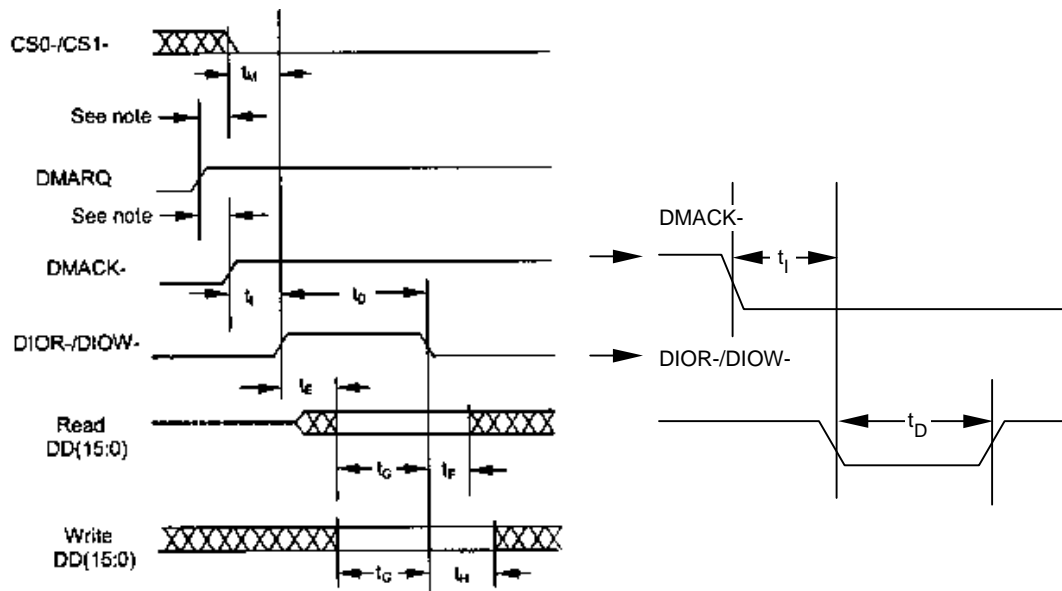 CS0-/CS1-
tM
See note
DMARQ
See note
DMACK-
tI
tD
DIOR-/DIOW-
tE
Read
DD(15:0)
tG
tF
Write
DD(15:0)
tG
tH
DMACK-
tI
DIOR-/DIOW-
tD